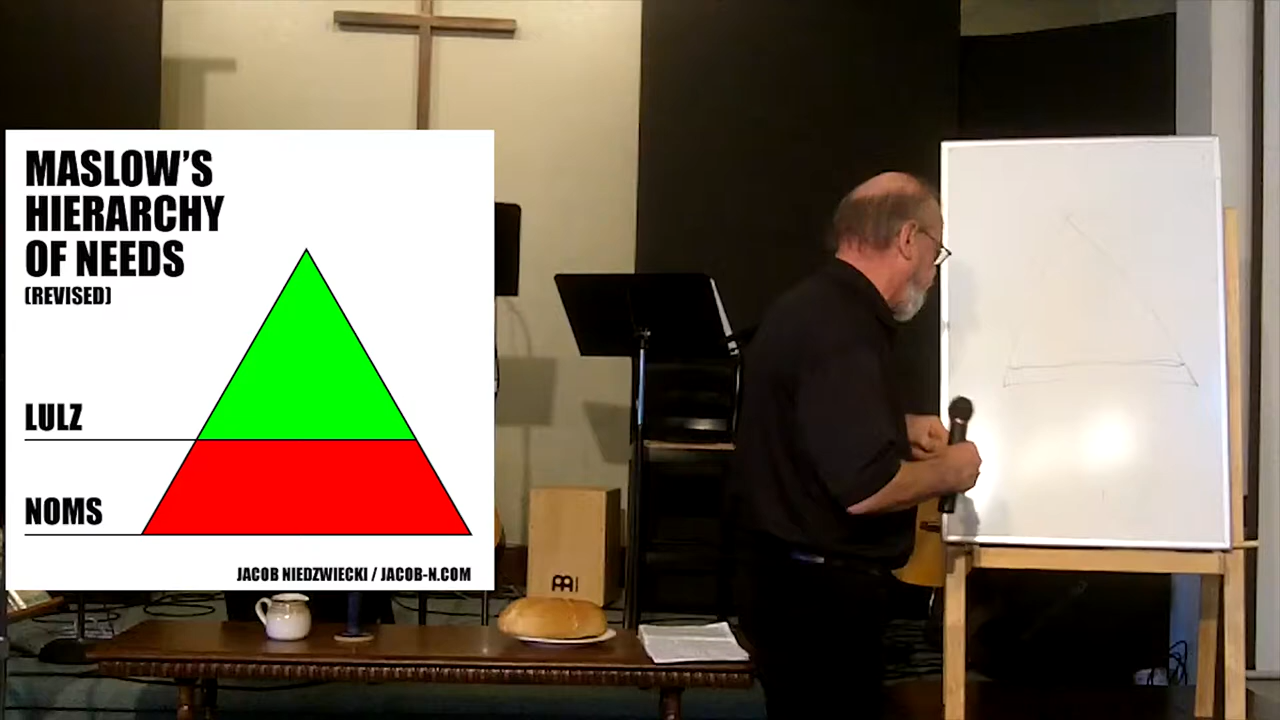 MASLOW'S
HIERARCHY
OF NEEDS
(REVISED)
LULZ
NOMS
JACOB NIEDZWIECKI / JACOB-N.COM